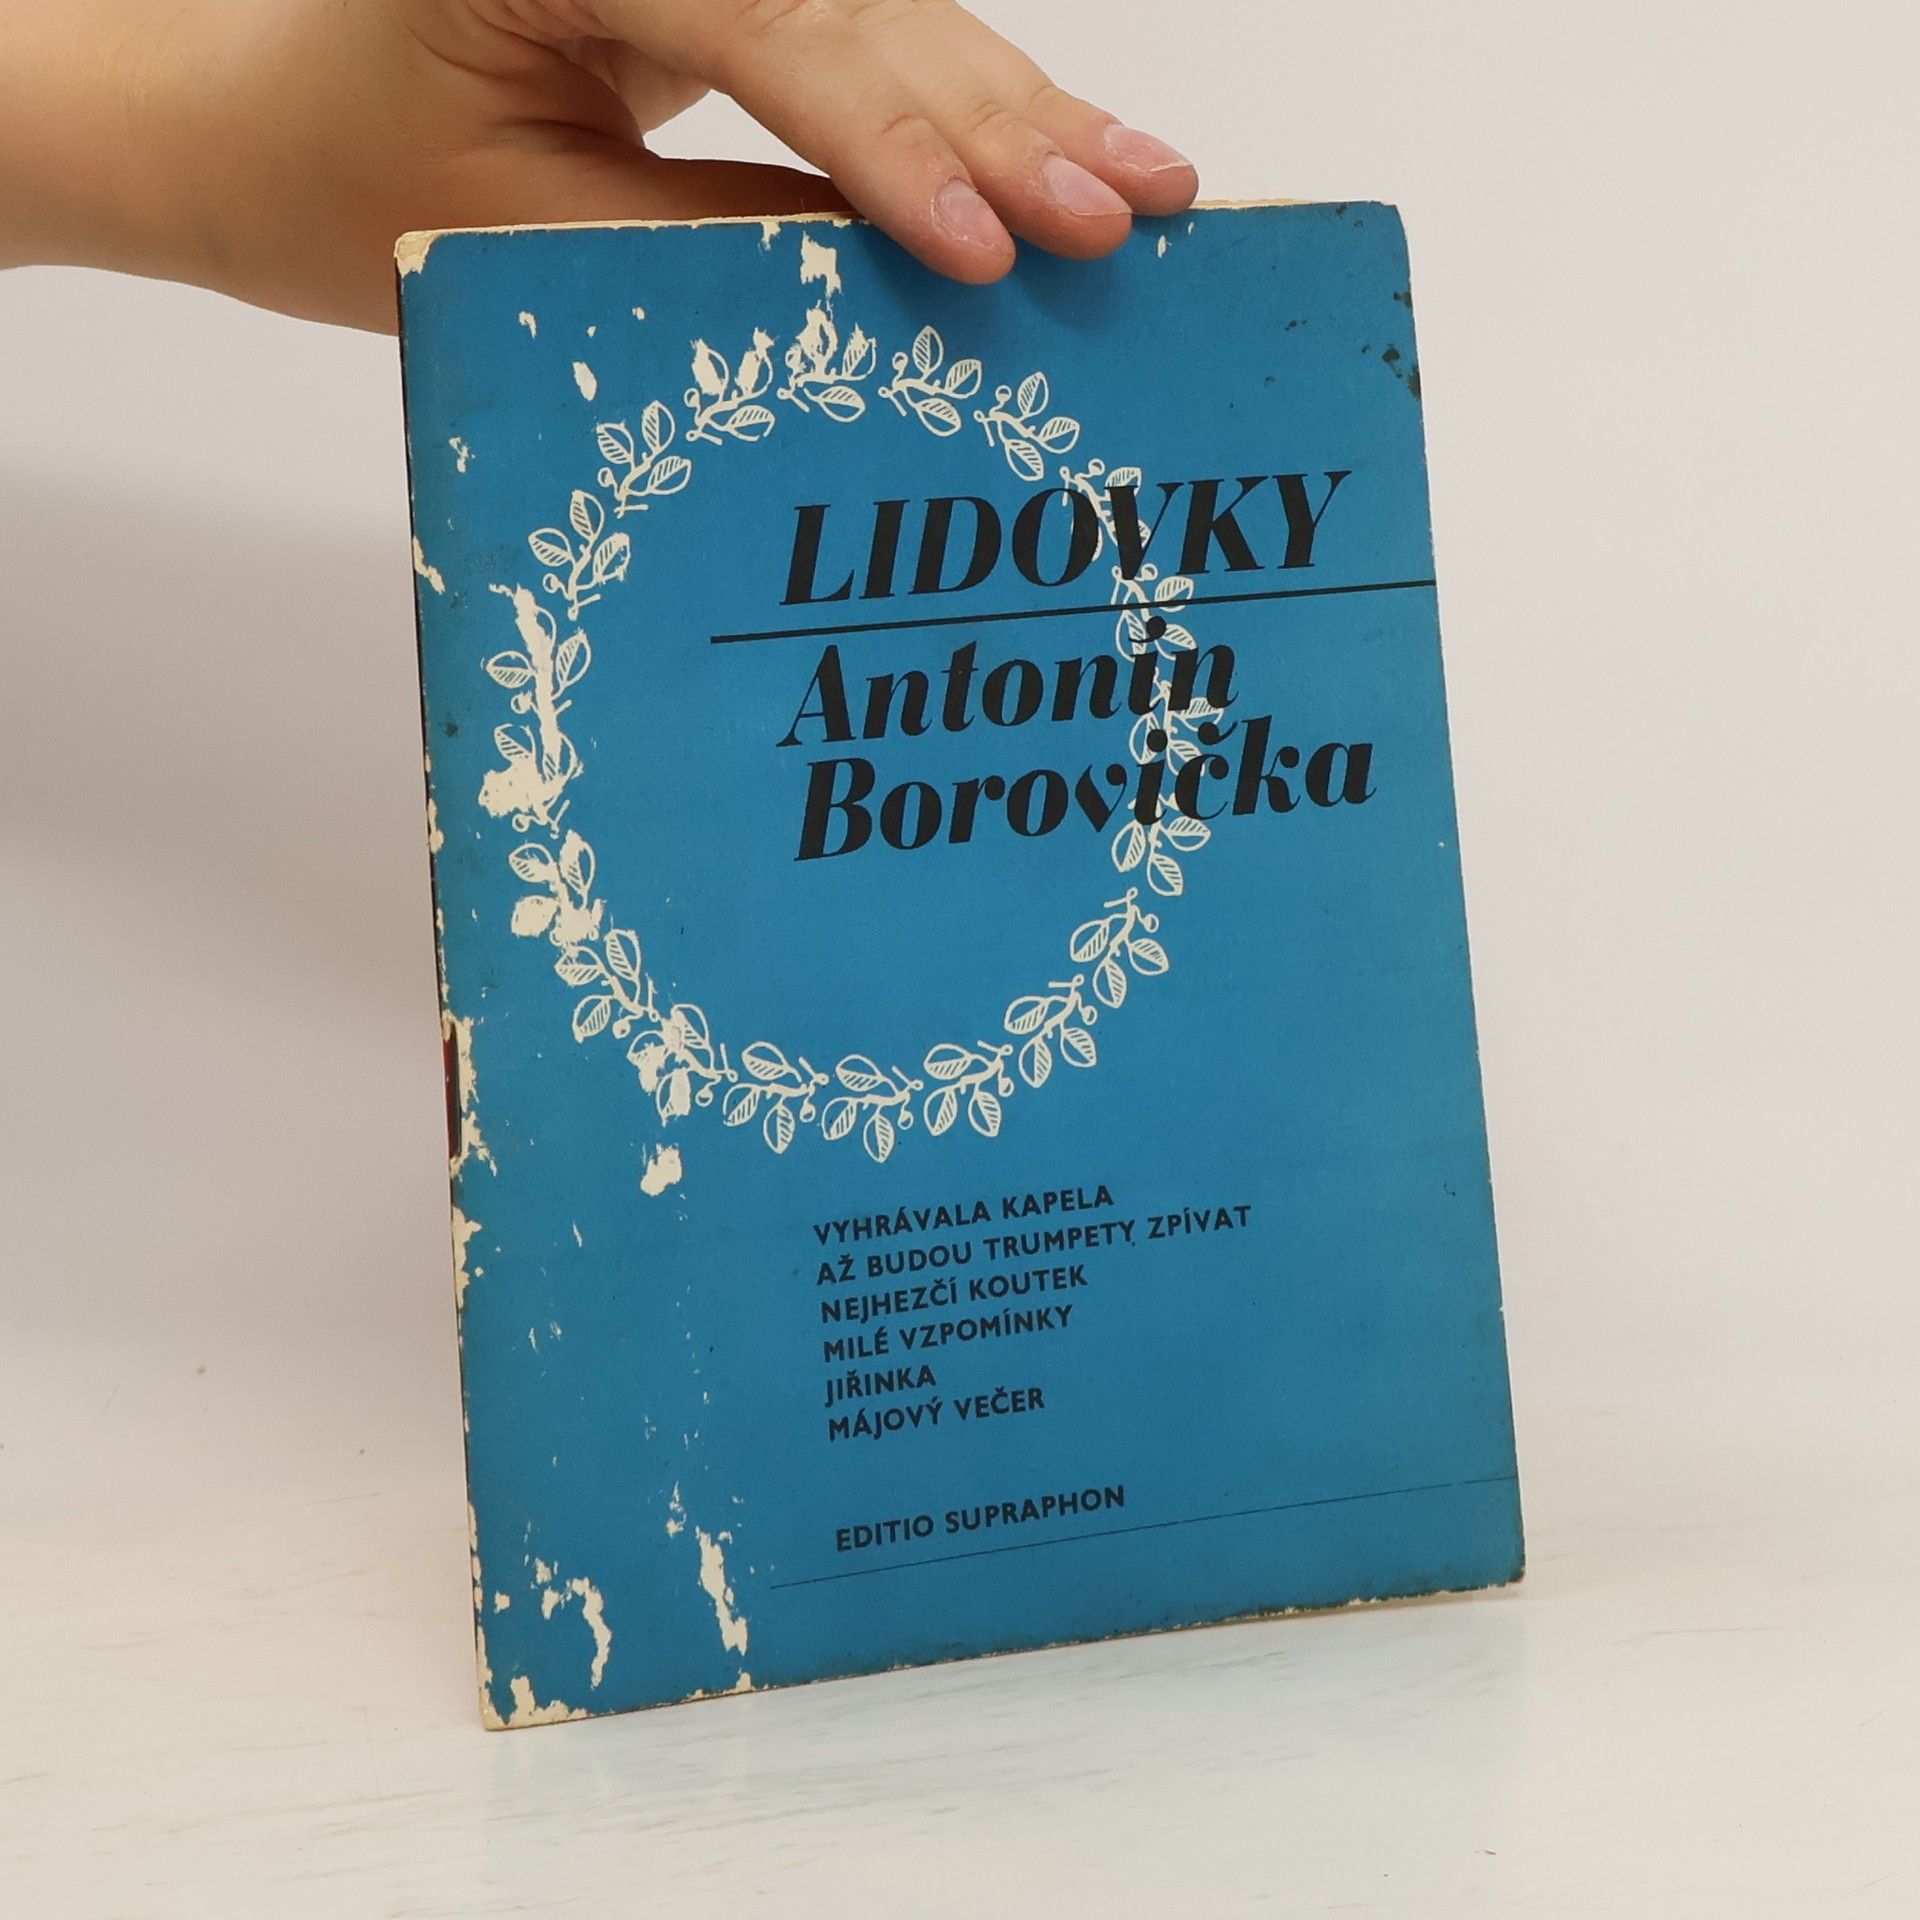 LIDOVKY
Antonín
Borovička
VYHRÁVALA KAPELA
AŽ BUDOU TRUMPETY ZPÍVAT
NEJHEZČÍ KOUTEK
MILÉ VZPOMÍNKY
JIŘINKA
MÁJOVÝ VEČER
EDITIO SUPRAPHON